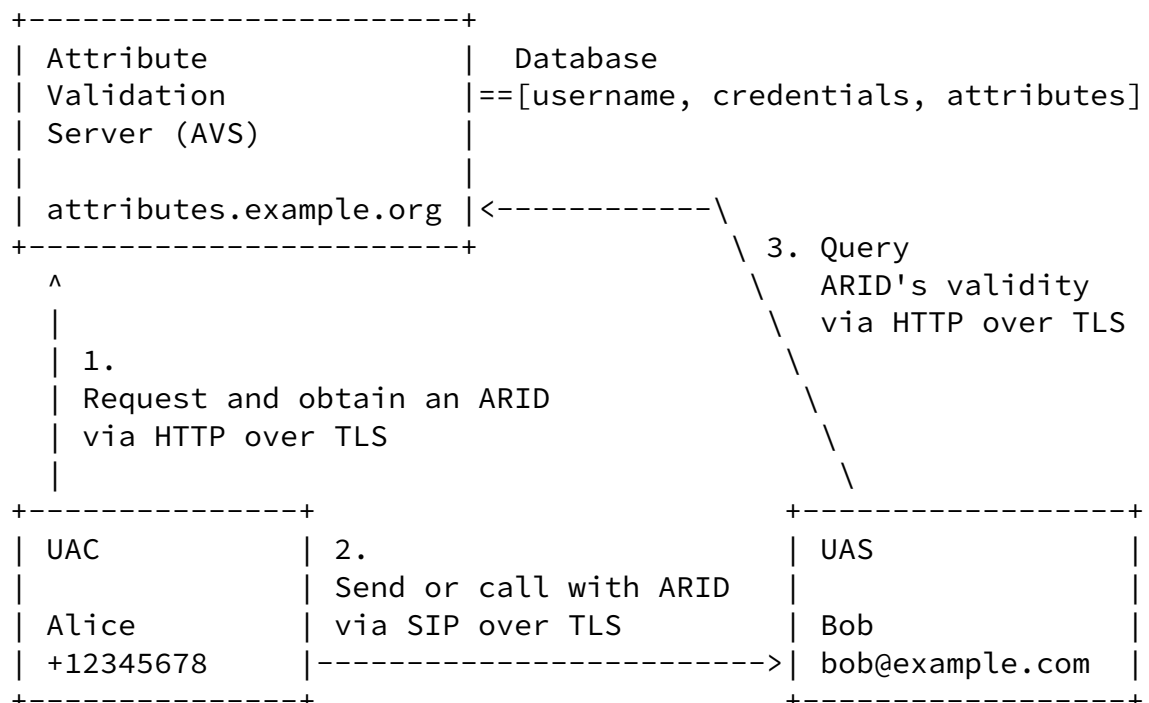 Attribute Database
Validation ==[username, credentials, attributes]
Server (AVS)
attributes.example.org
3. Query
ARID's validity
via HTTP over TLS
1.
Request and obtain an ARID
via HTTP over TLS
UAC 2. UAS
Send or call with ARID
Alice via SIP over TLS Bob
+12345678 bob@example.com